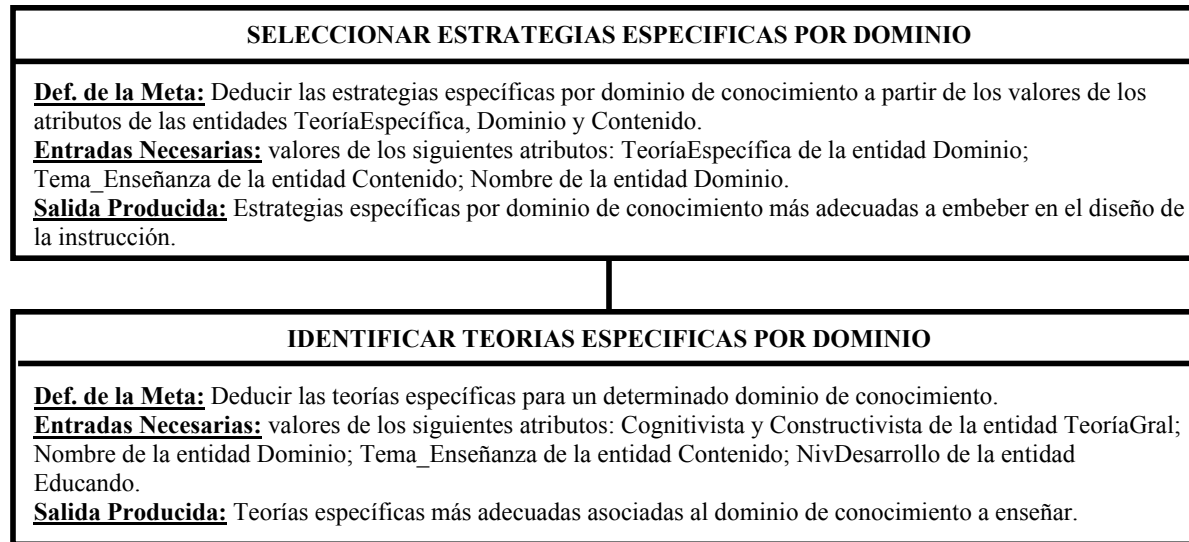 SELECCIONAR ESTRATEGIAS ESPECIFICAS POR DOMINIO
Def. de la Meta: Deducir las estrategias específicas por dominio de conocimiento a partir de los valores de los
atributos de las entidades TeoríaEspecífica, Dominio y Contenido.
Entradas Necesarias: valores de los siguientes atributos: TeoríaEspecífica de la entidad Dominio;
Tema_Enseñanza de la entidad Contenido; Nombre de la entidad Dominio.
Salida Producida: Estrategias específicas por dominio de conocimiento más adecuadas a embeber en el diseño de
la instrucción.
IDENTIFICAR TEORIAS ESPECIFICAS POR DOMINIO
Def. de la Meta: Deducir las teorías específicas para un determinado dominio de conocimiento.
Entradas Necesarias: valores de los siguientes atributos: Cognitivista y Constructivista de la entidad TeoríaGral;
Nombre de la entidad Dominio; Tema_Enseñanza de la entidad Contenido; NivDesarrollo de la entidad
Educando.
Salida Producida: Teorías específicas más adecuadas asociadas al dominio de conocimiento a enseñar.